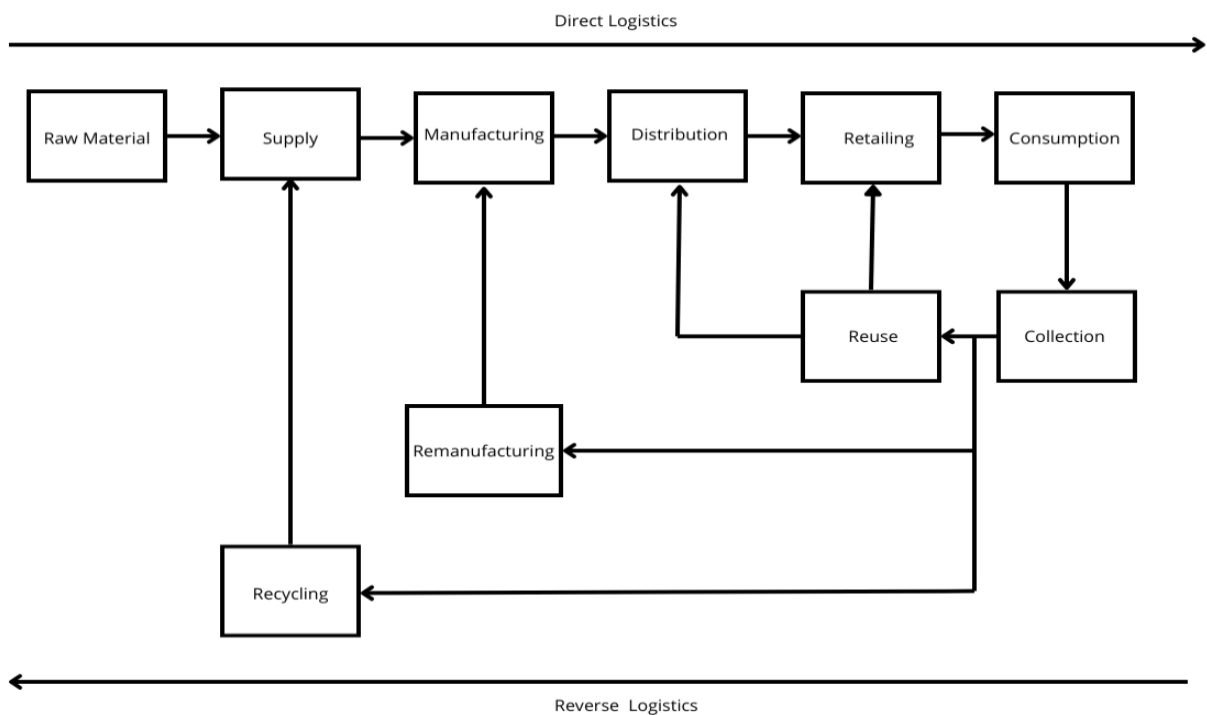 Direct Logistics
Raw Material
Supply
Manufacturing
Distribution
Retailing
Consumption
Reuse
Collection
Remanufacturing
Recycling
Reverse Logistics